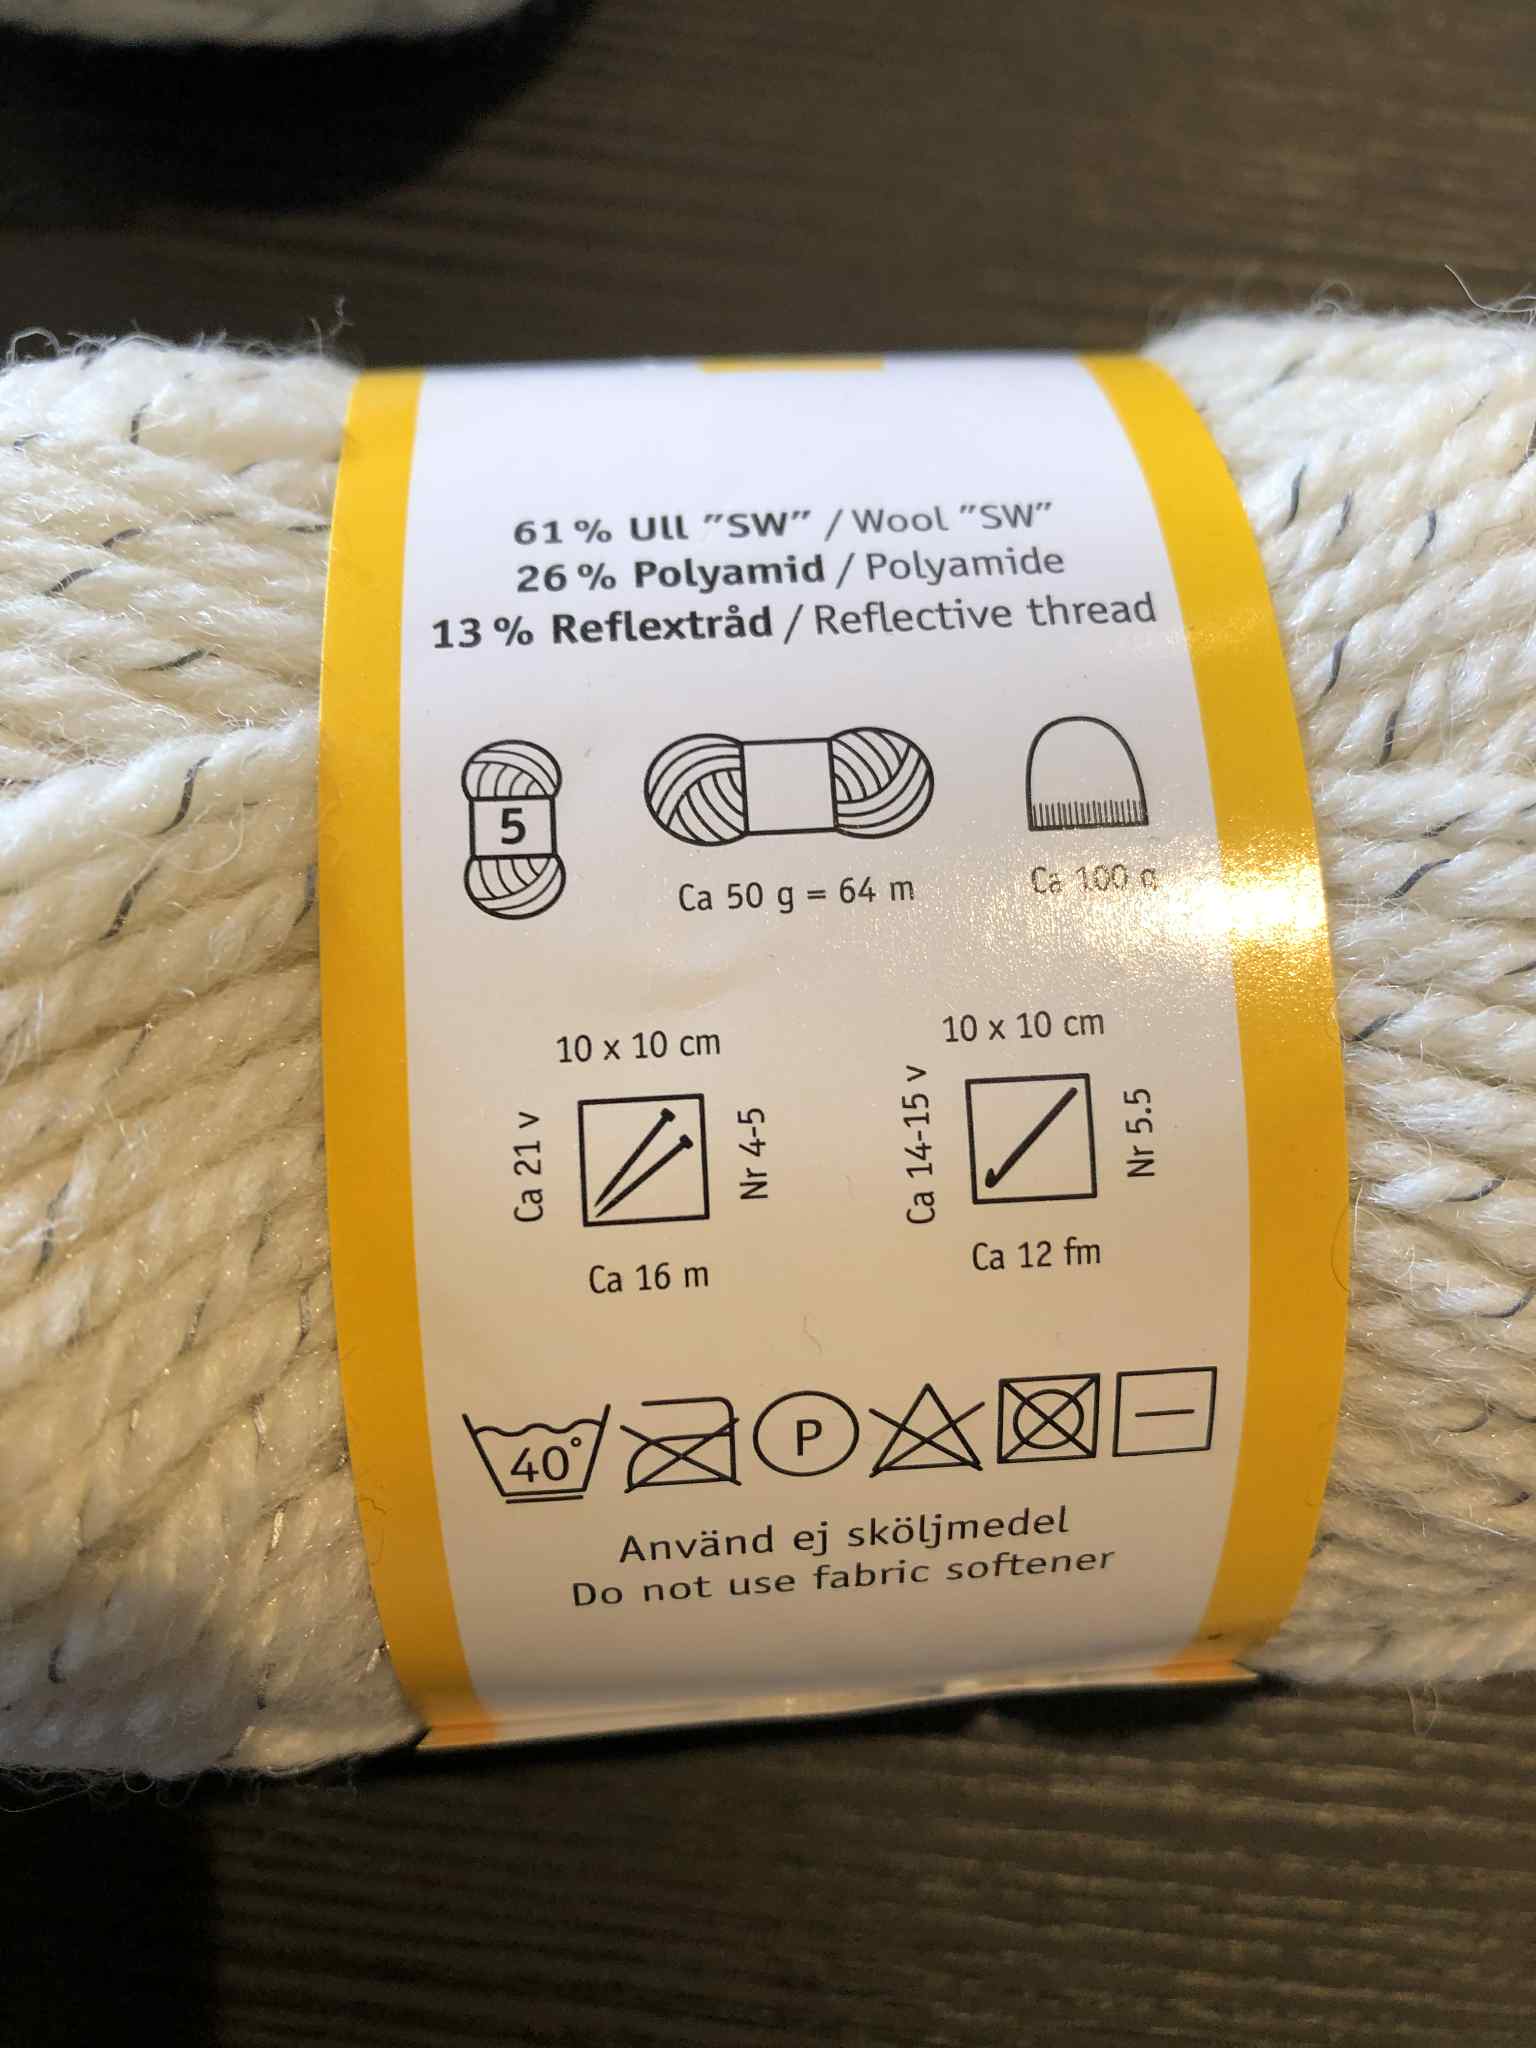 61 % Ull "SW" / Wool "SW"
26 % Polyamid / Polyamide
13 % Reflextråd / Reflective thread
5
Ca 50 g = 64 m
Ca 100 g
10 x 10 cm
Ca 21 v
Nr 4-5
Ca 16 m
10 x 10 cm
Ca 14-15 v
Nr 5.5
Ca 12 fm
40°
P
Använd ej sköljmedel
Do not use fabric softener